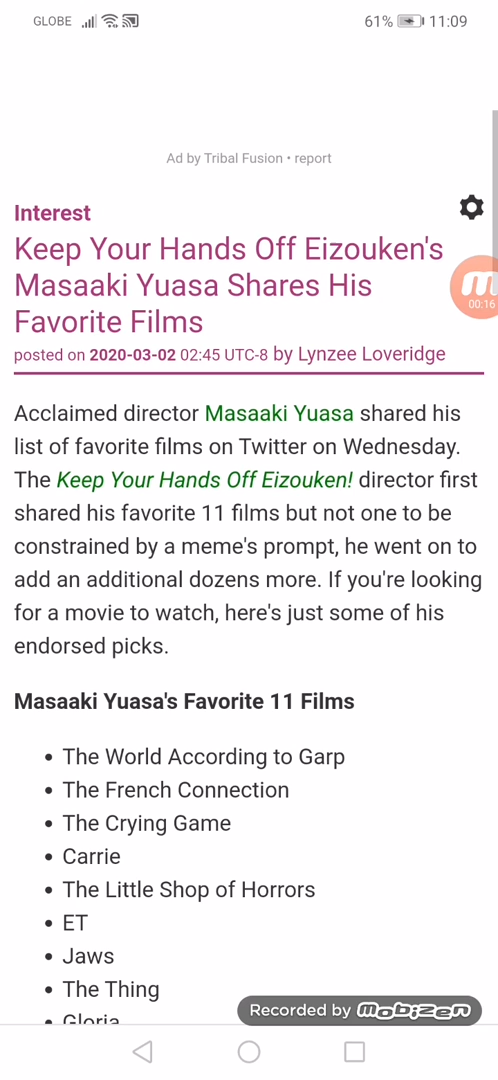 GLOBE 61% 11:09
Ad by Tribal Fusion • report
Interest
Keep Your Hands Off Eizouken's
Masaaki Yuasa Shares His
Favorite Films
00:16
posted on 2020-03-02 02:45 UTC-8 by Lynzee Loveridge
Acclaimed director Masaaki Yuasa shared his
list of favorite films on Twitter on Wednesday.
The Keep Your Hands Off Eizouken! director first
shared his favorite 11 films but not one to be
constrained by a meme's prompt, he went on to
add an additional dozens more. If you're looking
for a movie to watch, here's just some of his
endorsed picks.
Masaaki Yuasa's Favorite 11 Films
• The World According to Garp
• The French Connection
• The Crying Game
• Carrie
• The Little Shop of Horrors
• ET
• Jaws
• The Thing
• Gloria
Recorded by mobizen